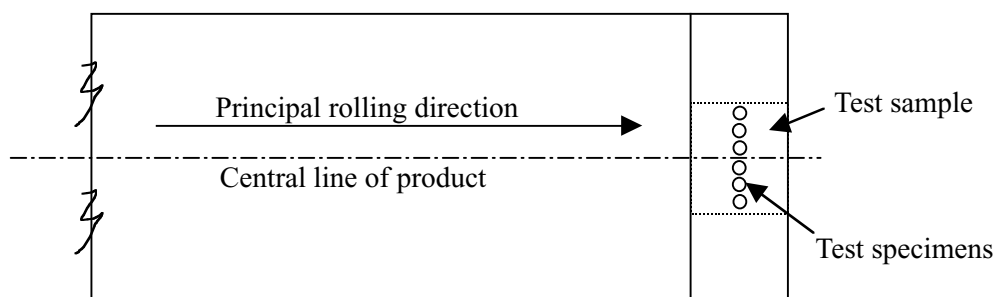 Principal rolling direction
Test sample
Central line of product
Test specimens